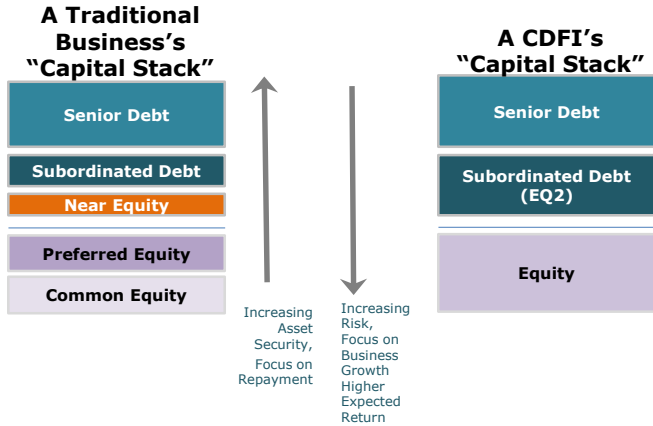 A Traditional
Business's
"Capital Stack"
Senior Debt
Subordinated Debt
Near Equity
Preferred Equity
Common Equity
Increasing
Asset
Security,
Focus on
Repayment
Increasing
Risk,
Focus on
Business
Growth
Higher
Expected
Return
A CDFI's
"Capital Stack"
Senior Debt
Subordinated Debt
(EQ2)
Equity